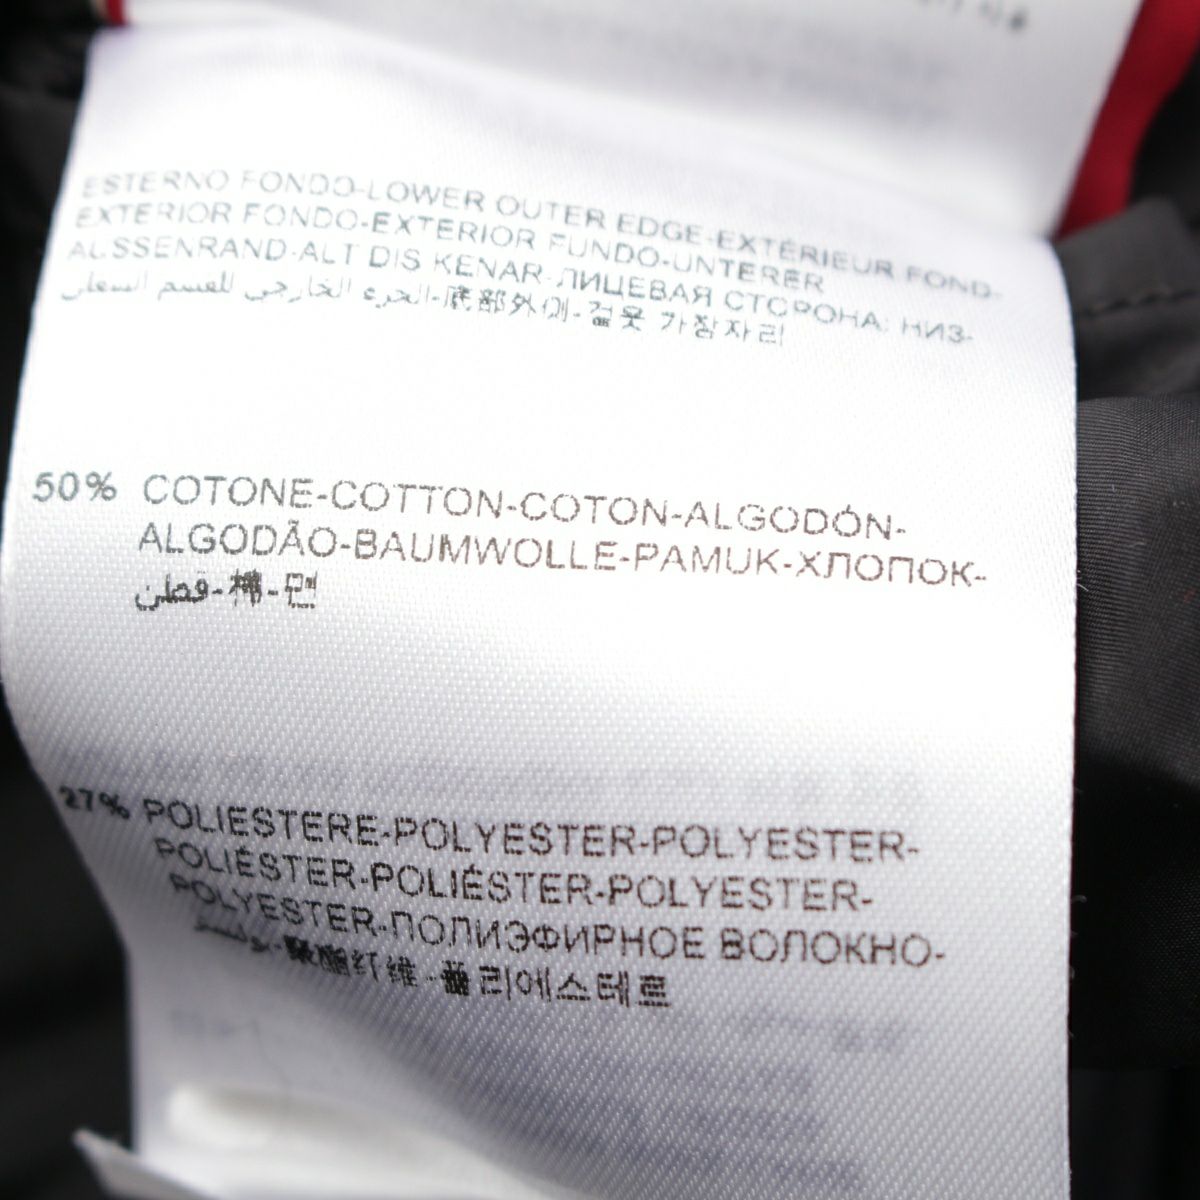 ESTERNO FONDO-LOWER OUTER EDGE-EXTÉRIEUR FOND-
EXTERIOR FONDO-EXTERIOR FUNDO-UNTERER
AUSSENRAND-ALT DIS KENAR-ЛИЦЕВАЯ СТОРОНА: НИЗ-
الجزء الخارجي للقسم السفلي-底部外侧-겉옷 가장자리
50% COTONE-COTTON-COTON-ALGODÓN-
ALGODÃO-BAUMWOLLE-PAMUK-ХЛОПОК-
قطن-棉-면
27% POLIESTERE-POLYESTER-POLYESTER-
POLIÉSTER-POLIÉSTER-POLYESTER-
POLYESTER-ПОЛИЭФИРНОЕ ВОЛОКНО-
بوليستر-聚酯纤维-폴리에스테르